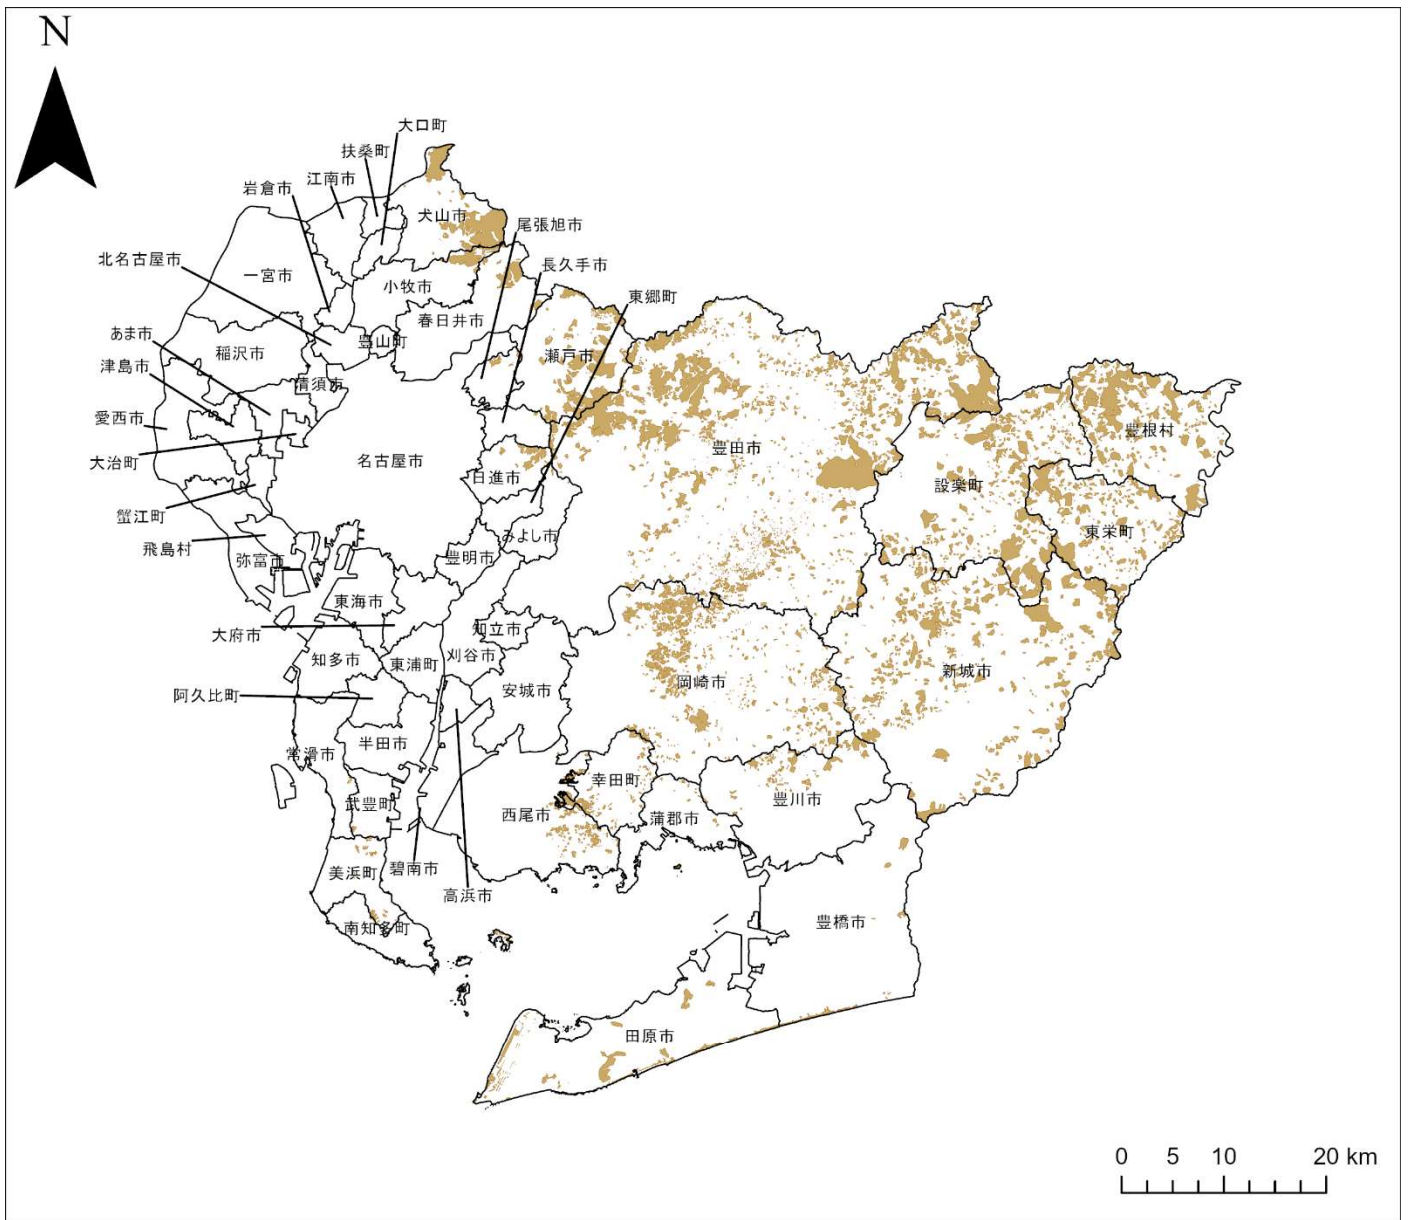 N
大口町
扶桑町
江南市
岩倉市
犬山市
尾張旭市
北名古屋市
一宮市
長久手市
小牧市
東郷町
春日井市
あま市
豊山町
稲沢市
瀬戸市
津島市
清須市
愛西市
豊根村
大治町
名古屋市
豊田市
日進市
設楽町
蟹江町
東栄町
飛島村
みよし市
弥富市
豊明市
東海市
大府市
知立市
知多市
東浦町
刈谷市
新城市
阿久比町
安城市
岡崎市
半田市
常滑市
幸田町
武豊町
豊川市
西尾市
蒲郡市
美浜町
碧南市
高浜市
豊橋市
南知多町
田原市
0 5 10 20 km